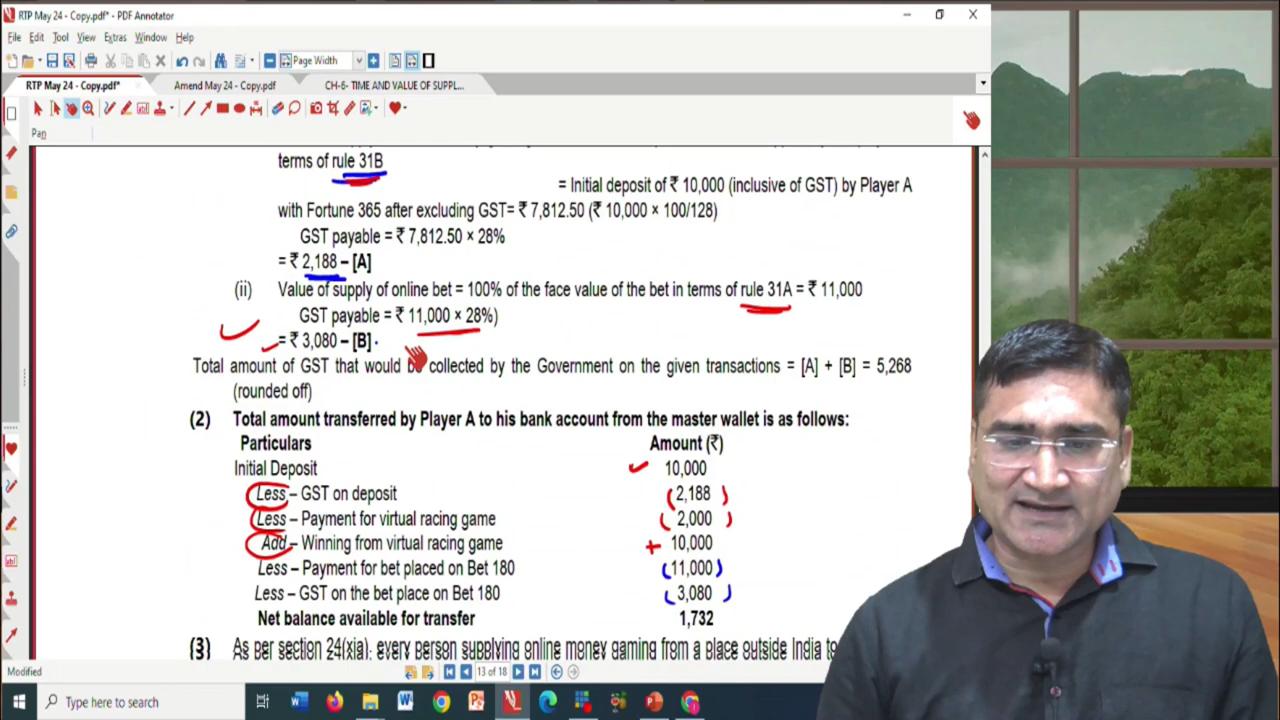 RTP May 24 - Copy.pdf* - PDF Annotator
File Edit Tool View Extras Window Help
Page Width
RTP May 24 - Copy.pdf* Amend May 24 - Copy.pdf CH-6- TIME AND VALUE OF SUPPL...
Pan
terms of rule 31B
= Initial deposit of ₹ 10,000 (inclusive of GST) by Player A
with Fortune 365 after excluding GST= ₹ 7,812.50 (₹ 10,000 × 100/128)
GST payable = ₹ 7,812.50 × 28%
= ₹ 2,188 – [A]
(ii) Value of supply of online bet = 100% of the face value of the bet in terms of rule 31A = ₹ 11,000
GST payable = ₹ 11,000 × 28%)
= ₹ 3,080 – [B]
Total amount of GST that would be collected by the Government on the given transactions = [A] + [B] = 5,268
(rounded off)
(2) Total amount transferred by Player A to his bank account from the master wallet is as follows:
Particulars Amount (₹)
Initial Deposit 10,000
Less – GST on deposit (2,188)
Less – Payment for virtual racing game (2,000)
Add – Winning from virtual racing game + 10,000
Less – Payment for bet placed on Bet 180 (11,000)
Less – GST on the bet place on Bet 180 (3,080)
Net balance available for transfer 1,732
(3) As per section 24(xia), every person supplying online money gaming from a place outside India to
Modified 13 of 18
Type here to search